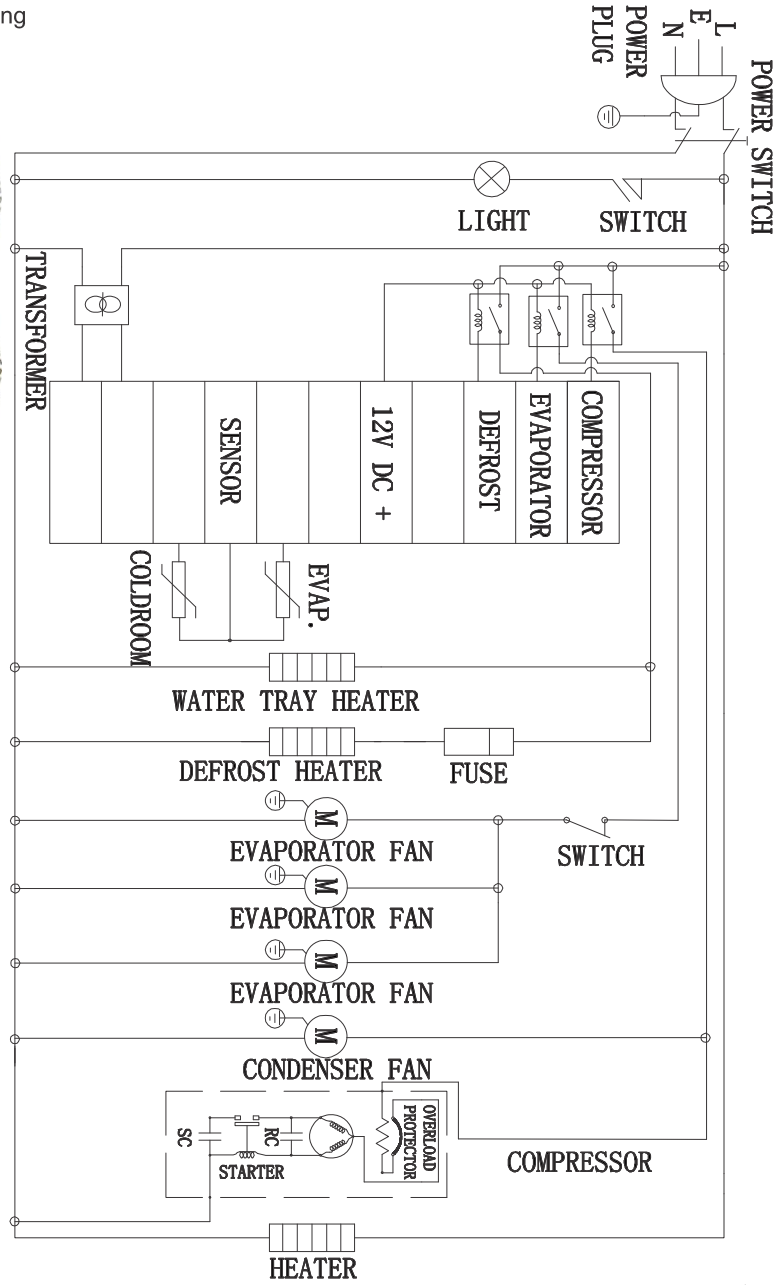 ng
L
E
N
POWER PLUG
POWER SWITCH
LIGHT
SWITCH
TRANSFORMER
SENSOR
12V DC +
DEFROST
EVAPORATOR
COMPRESSOR
COLDROOM
EVAP.
WATER TRAY HEATER
DEFROST HEATER
FUSE
M
EVAPORATOR FAN
SWITCH
M
EVAPORATOR FAN
M
EVAPORATOR FAN
M
CONDENSER FAN
SC
RC
STARTER
OVERLOAD
PROTECTOR
COMPRESSOR
HEATER